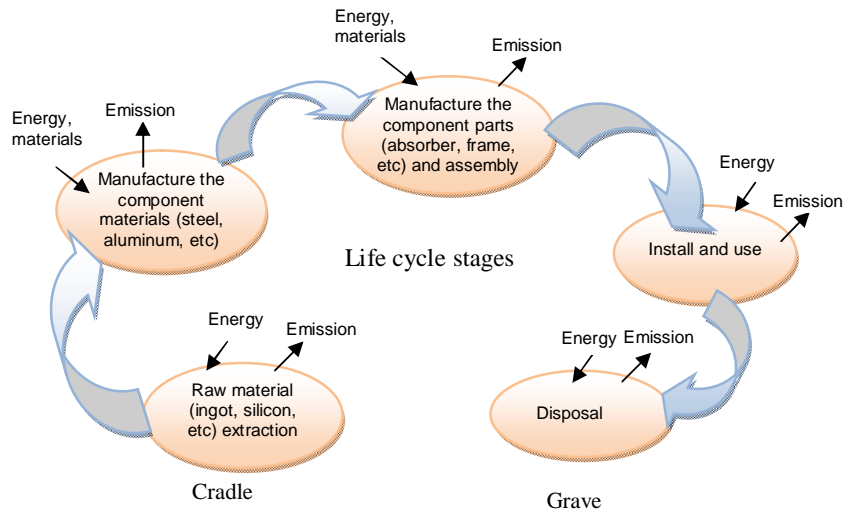 Energy,
materials
Emission
Manufacture the
component parts
(absorber, frame,
etc) and assembly
Energy,
materials
Emission
Manufacture the
component
materials (steel,
aluminum, etc)
Energy
Emission
Install and use
Life cycle stages
Energy
Emission
Raw material
(ingot, silicon,
etc) extraction
Energy
Emission
Disposal
Cradle
Grave